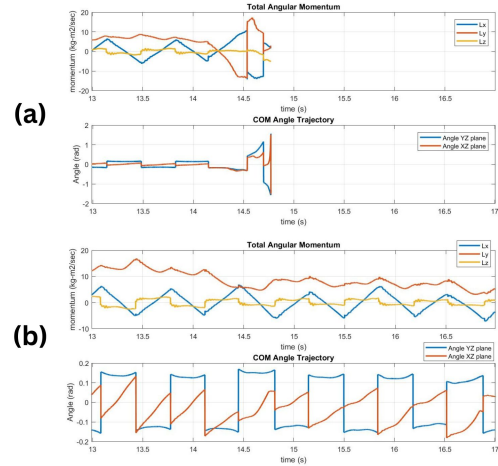 Total Angular Momentum
momentum (kg-m2/sec)
20
10
0
-10
-20
Lx
Ly
Lz
13
13.5
14
14.5
15
15.5
16
16.5
17
time (s)
(a)
COM Angle Trajectory
Angle (rad)
2
1
0
-1
-2
Angle YZ plane
Angle XZ plane
13
13.5
14
14.5
15
15.5
16
16.5
17
time (s)
Total Angular Momentum
momentum (kg-m2/sec)
20
10
0
-10
Lx
Ly
Lz
13
13.5
14
14.5
15
15.5
16
16.5
17
time (s)
(b)
COM Angle Trajectory
Angle (rad)
0.2
0.1
0
-0.1
-0.2
Angle YZ plane
Angle XZ plane
13
13.5
14
14.5
15
15.5
16
16.5
17
time (s)